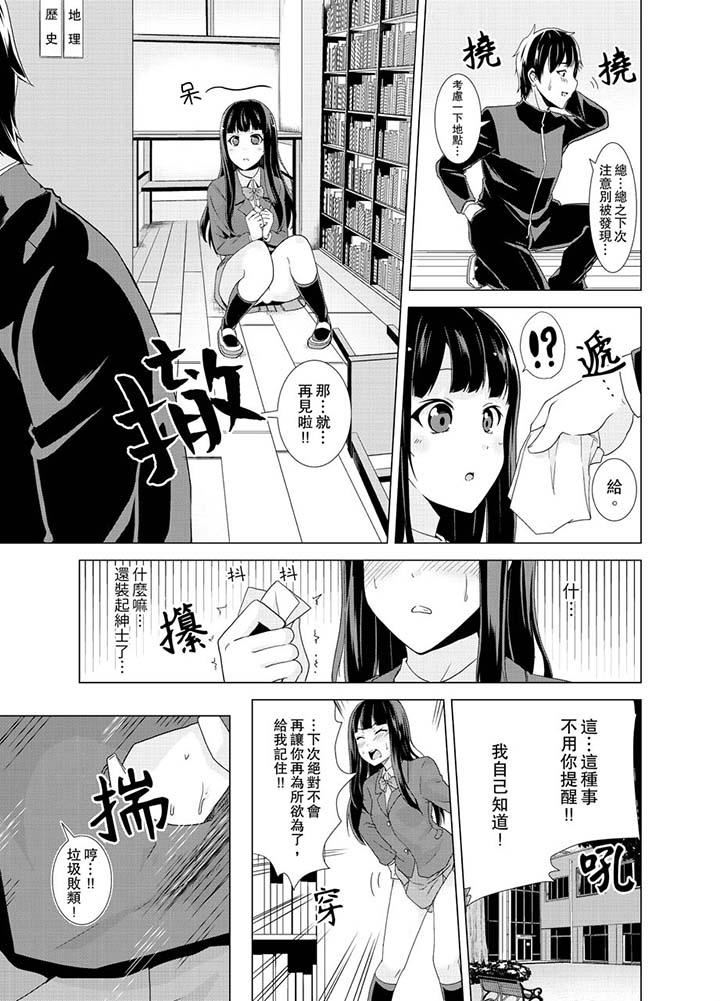 撓
撓
總…總之下次
注意別被發現…
考慮一下地點…
地理
歷史
呆～
那…就…
再見啦!!
撤
!?
遞…
給。
什…
抖
抖
攥
什麼嘛…
還裝起紳士了…
這…這種事
不用你提醒!!
我自己知道！
吼
…下次絕對不會
再讓你再為所欲為了，
給我記住!!
穿
揣
哼…!!
垃圾敗類！